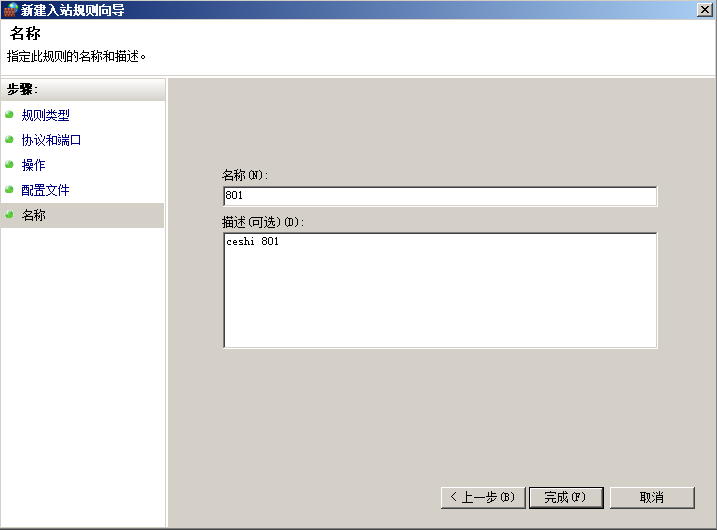 新建入站规则向导
名称
指定此规则的名称和描述。
步骤:
规则类型
协议和端口
操作
配置文件
名称
名称(N):
801
描述(可选)(D):
ceshi 801
< 上一步(B)
完成(F)
取消